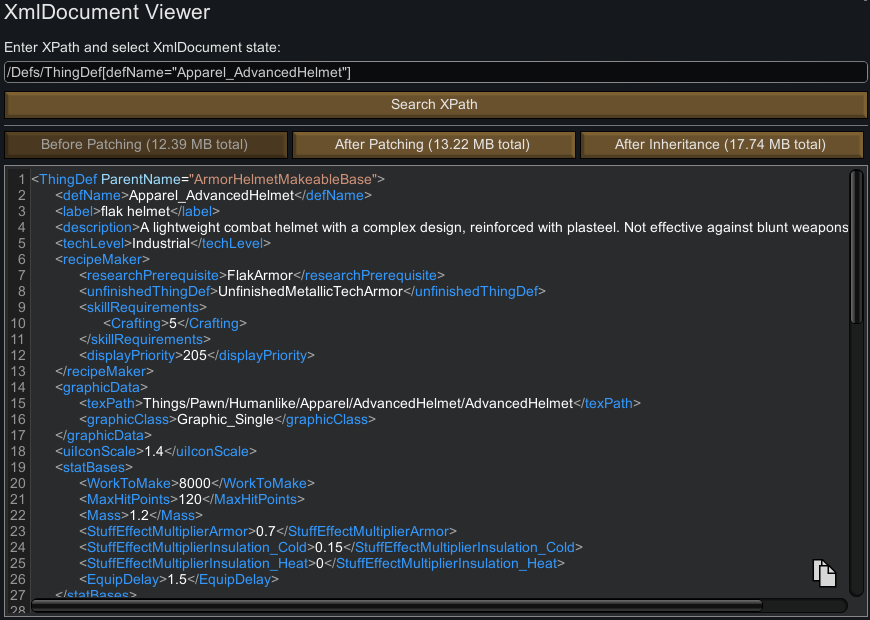 XmlDocument Viewer
Enter XPath and select XmlDocument state:
/Defs/ThingDef[defName="Apparel_AdvancedHelmet"]
Search XPath
Before Patching (12.39 MB total) After Patching (13.22 MB total) After Inheritance (17.74 MB total)
1 <ThingDef ParentName="ArmorHelmetMakeableBase">
2 <defName>Apparel_AdvancedHelmet</defName>
3 <label>flak helmet</label>
4 <description>A lightweight combat helmet with a complex design, reinforced with plasteel. Not effective against blunt weapons
5 <techLevel>Industrial</techLevel>
6 <recipeMaker>
7 <researchPrerequisite>FlakArmor</researchPrerequisite>
8 <unfinishedThingDef>UnfinishedMetallicTechArmor</unfinishedThingDef>
9 <skillRequirements>
10 <Crafting>5</Crafting>
11 </skillRequirements>
12 <displayPriority>205</displayPriority>
13 </recipeMaker>
14 <graphicData>
15 <texPath>Things/Pawn/Humanlike/Apparel/AdvancedHelmet/AdvancedHelmet</texPath>
16 <graphicClass>Graphic_Single</graphicClass>
17 </graphicData>
18 <uiIconScale>1.4</uiIconScale>
19 <statBases>
20 <WorkToMake>8000</WorkToMake>
21 <MaxHitPoints>120</MaxHitPoints>
22 <Mass>1.2</Mass>
23 <StuffEffectMultiplierArmor>0.7</StuffEffectMultiplierArmor>
24 <StuffEffectMultiplierInsulation_Cold>0.15</StuffEffectMultiplierInsulation_Cold>
25 <StuffEffectMultiplierInsulation_Heat>0</StuffEffectMultiplierInsulation_Heat>
26 <EquipDelay>1.5</EquipDelay>
27 </statBases>
28